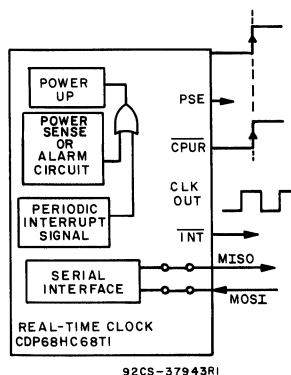 POWER
UP
POWER
SENSE
OR
ALARM
CIRCUIT
PERIODIC
INTERRUPT
SIGNAL
SERIAL
INTERFACE
REAL-TIME CLOCK
CDP68HC68T1
PSE
CPUR
CLK
OUT
INT
MISO
MOSI
92CS-37943R1